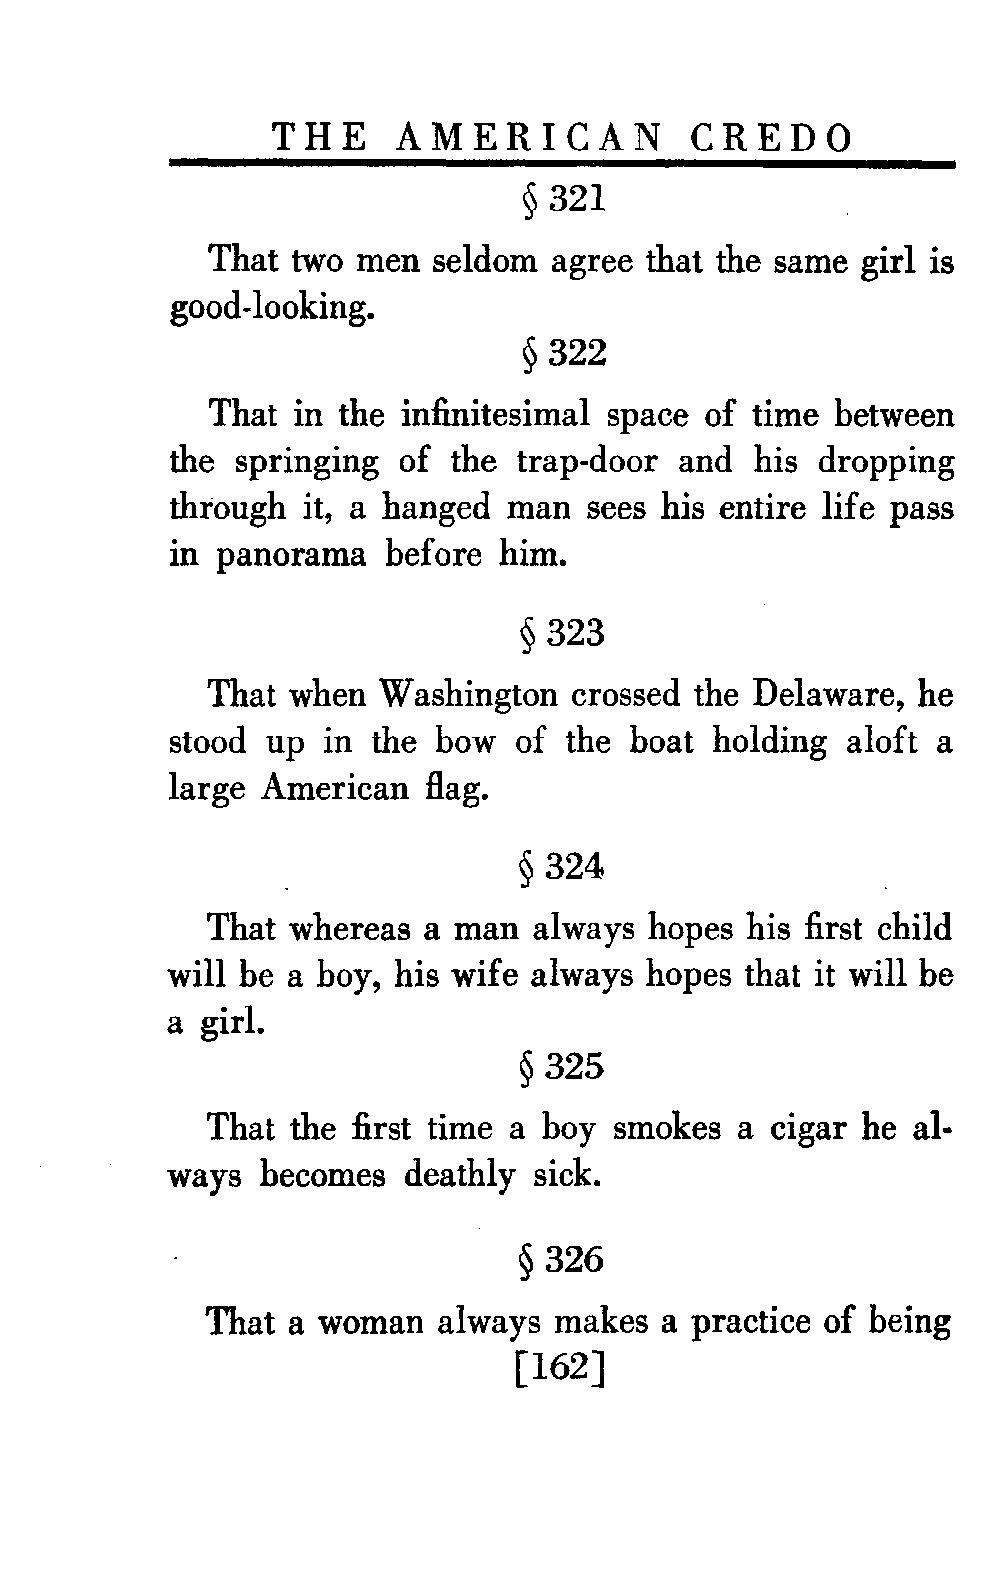 THE AMERICAN CREDO
§ 321
That two men seldom agree that the same girl is
good-looking.
§ 322
That in the infinitesimal space of time between
the springing of the trap-door and his dropping
through it, a hanged man sees his entire life pass
in panorama before him.
§ 323
That when Washington crossed the Delaware, he
stood up in the bow of the boat holding aloft a
large American flag.
§ 324
That whereas a man always hopes his first child
will be a boy, his wife always hopes that it will be
a girl.
§ 325
That the first time a boy smokes a cigar he al-
ways becomes deathly sick.
§ 326
That a woman always makes a practice of being
[162]